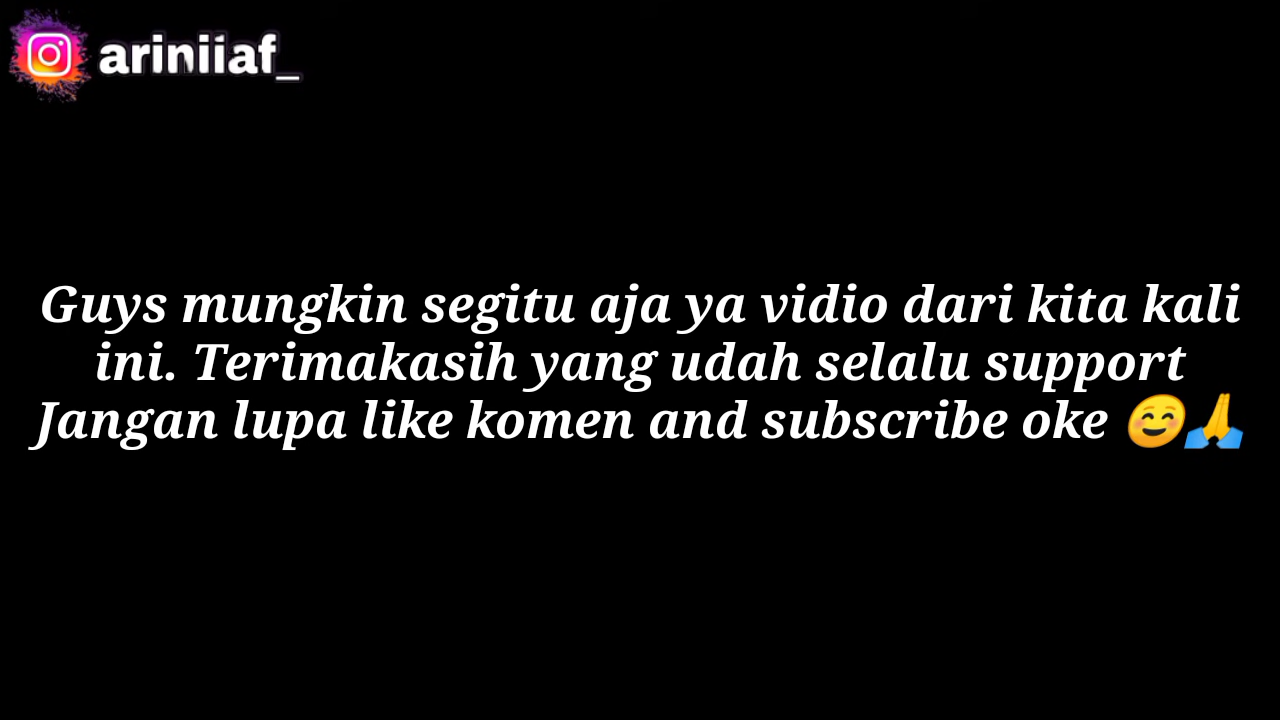 ariniiaf_
Guys mungkin segitu aja ya vidio dari kita kali
ini. Terimakasih yang udah selalu support
Jangan lupa like komen and subscribe oke ☺️🙏